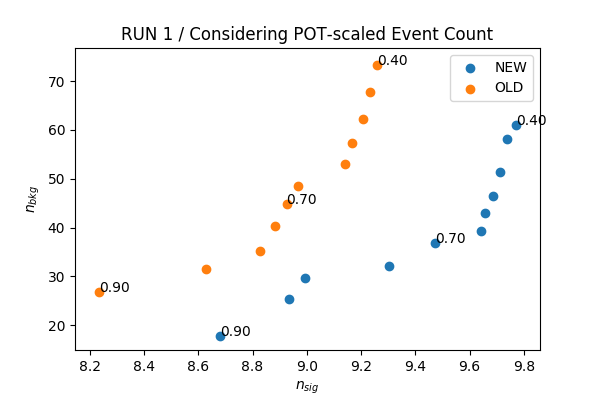 RUN 1 / Considering POT-scaled Event Count
NEW
OLD
0.40
0.40
0.70
0.70
0.90
0.90
70
60
50
40
30
20
n_bkg
8.2 8.4 8.6 8.8 9.0 9.2 9.4 9.6 9.8
n_sig